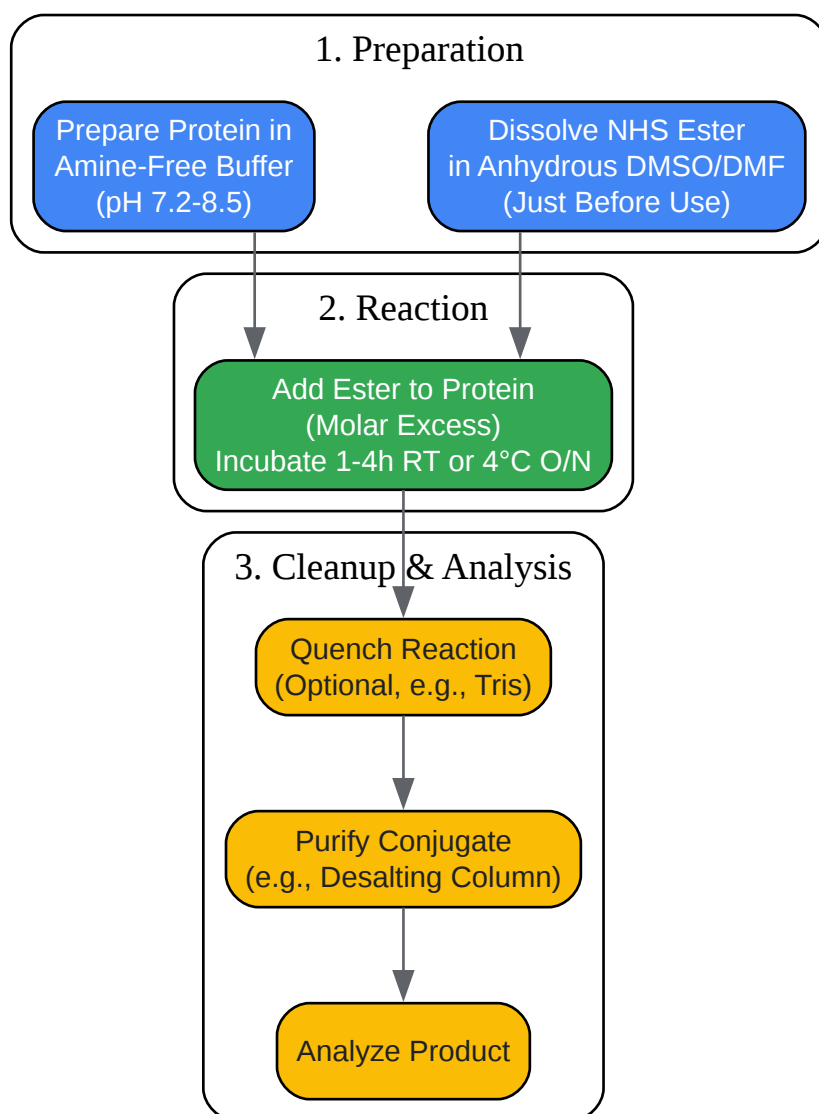 1. Preparation
Prepare Protein in
Amine-Free Buffer
(pH 7.2-8.5)
Dissolve NHS Ester
in Anhydrous DMSO/DMF
(Just Before Use)
2. Reaction
Add Ester to Protein
(Molar Excess)
Incubate 1-4h RT or 4°C O/N
3. Cleanup & Analysis
Quench Reaction
(Optional, e.g., Tris)
Purify Conjugate
(e.g., Desalting Column)
Analyze Product